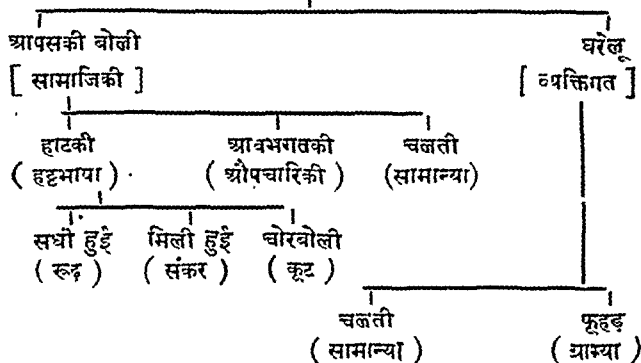 आपसकी बोली घरेलू
[ सामाजिकी ] [ व्यक्तिगत ]
हाटकी आवभगतकी चलती
( हट्टभाषा ) ( औपचारिकी ) (सामान्या)
सधी हुई मिली हुई चोरबोली
( रूढ़ ) ( संकर ) ( कूट )
चलती फूहड़
( सामान्या ) ( ग्राम्या )